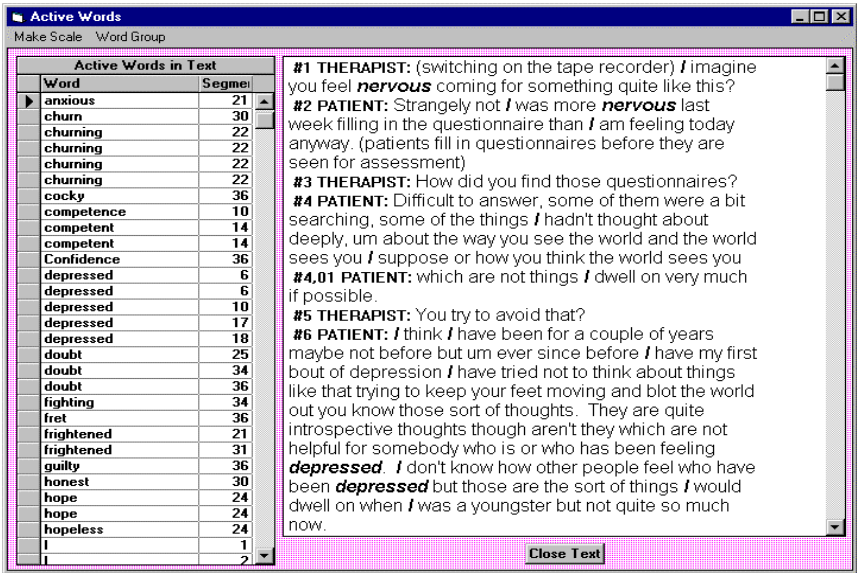 Active Words
Make Scale Word Group
Active Words in Text
Word Segmer
anxious 21
churn 30
churning 22
churning 22
churning 22
churning 22
cocky 36
competence 10
competent 14
competent 14
Confidence 36
depressed 6
depressed 6
depressed 10
depressed 17
depressed 18
doubt 25
doubt 34
doubt 36
fighting 34
fret 36
frightened 21
frightened 31
guilty 36
honest 30
hope 24
hope 24
hopeless 24
I 1
I 2
#1 THERAPIST: (switching on the tape recorder) I imagine
you feel nervous coming for something quite like this?
#2 PATIENT: Strangely not I was more nervous last
week filling in the questionnaire than I am feeling today
anyway. (patients fill in questionnaires before they are
seen for assessment)
#3 THERAPIST: How did you find those questionnaires?
#4 PATIENT: Difficult to answer, some of them were a bit
searching, some of the things I hadn't thought about
deeply, um about the way you see the world and the world
sees you I suppose or how you think the world sees you
#4,01 PATIENT: which are not things I dwell on very much
if possible.
#5 THERAPIST: You try to avoid that?
#6 PATIENT: I think I have been for a couple of years
maybe not before but um ever since before I have my first
bout of depression I have tried not to think about things
like that trying to keep your feet moving and blot the world
out you know those sort of thoughts. They are quite
introspective thoughts though aren't they which are not
helpful for somebody who is or who has been feeling
depressed. I don't know how other people feel who have
been depressed but those are the sort of things I would
dwell on when I was a youngster but not quite so much
now.
Close Text